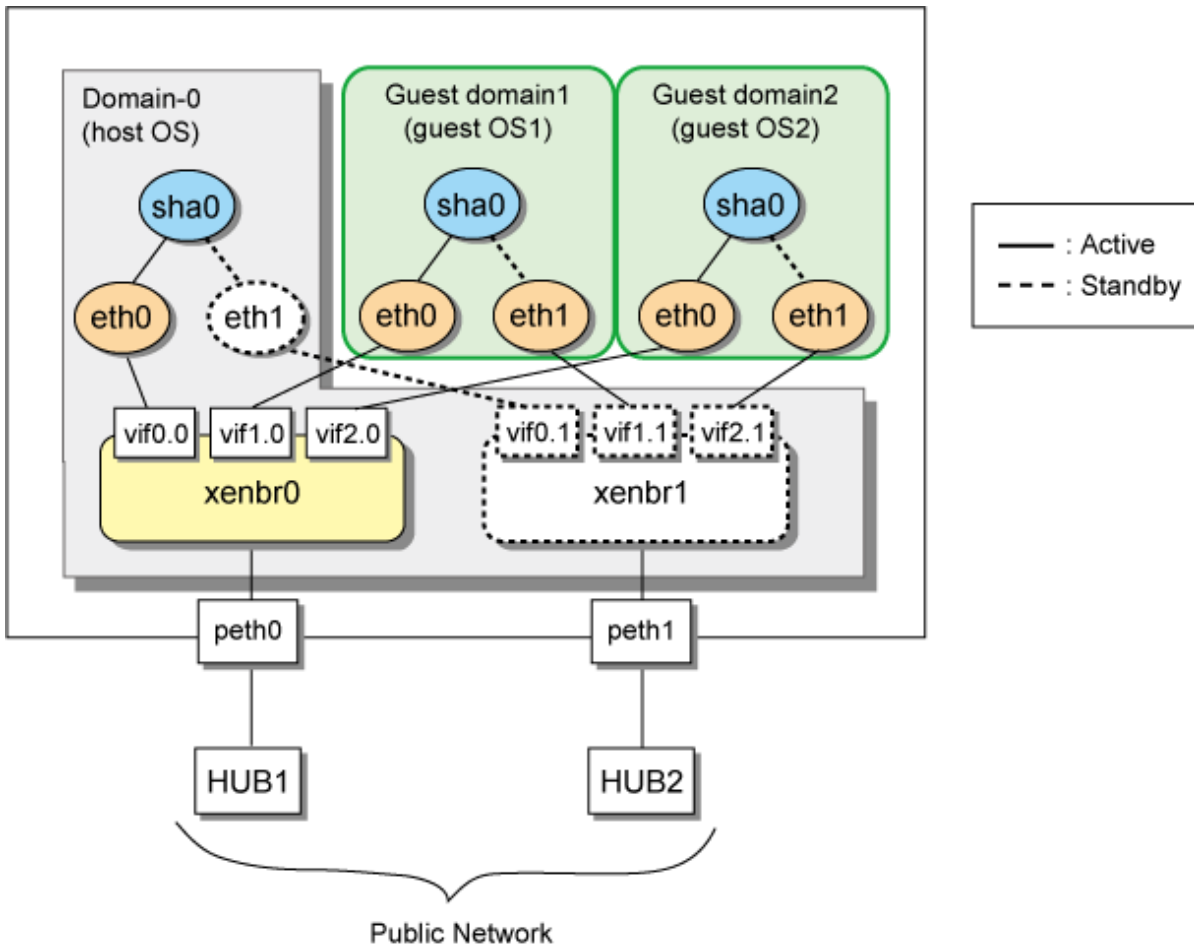 Domain-0
(host OS)
Guest domain1
(guest OS1)
Guest domain2
(guest OS2)
sha0
sha0
sha0
eth0
eth1
eth0
eth1
eth0
eth1
: Active
: Standby
vif0.0
vif1.0
vif2.0
vif0.1
vif1.1
vif2.1
xenbr0
xenbr1
peth0
peth1
HUB1
HUB2
Public Network